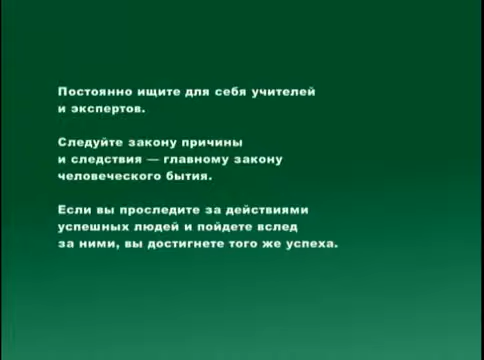 Постоянно ищите для себя учителей
и экспертов.
Следуйте закону причины
и следствия — главному закону
человеческого бытия.
Если вы проследите за действиями
успешных людей и пойдете вслед
за ними, вы достигнете того же успеха.